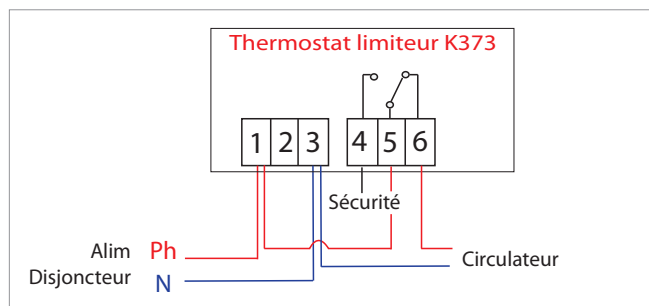 Thermostat limiteur K373
1 2 3 4 5 6
Sécurité
Alim Ph
Disjoncteur N
Circulateur